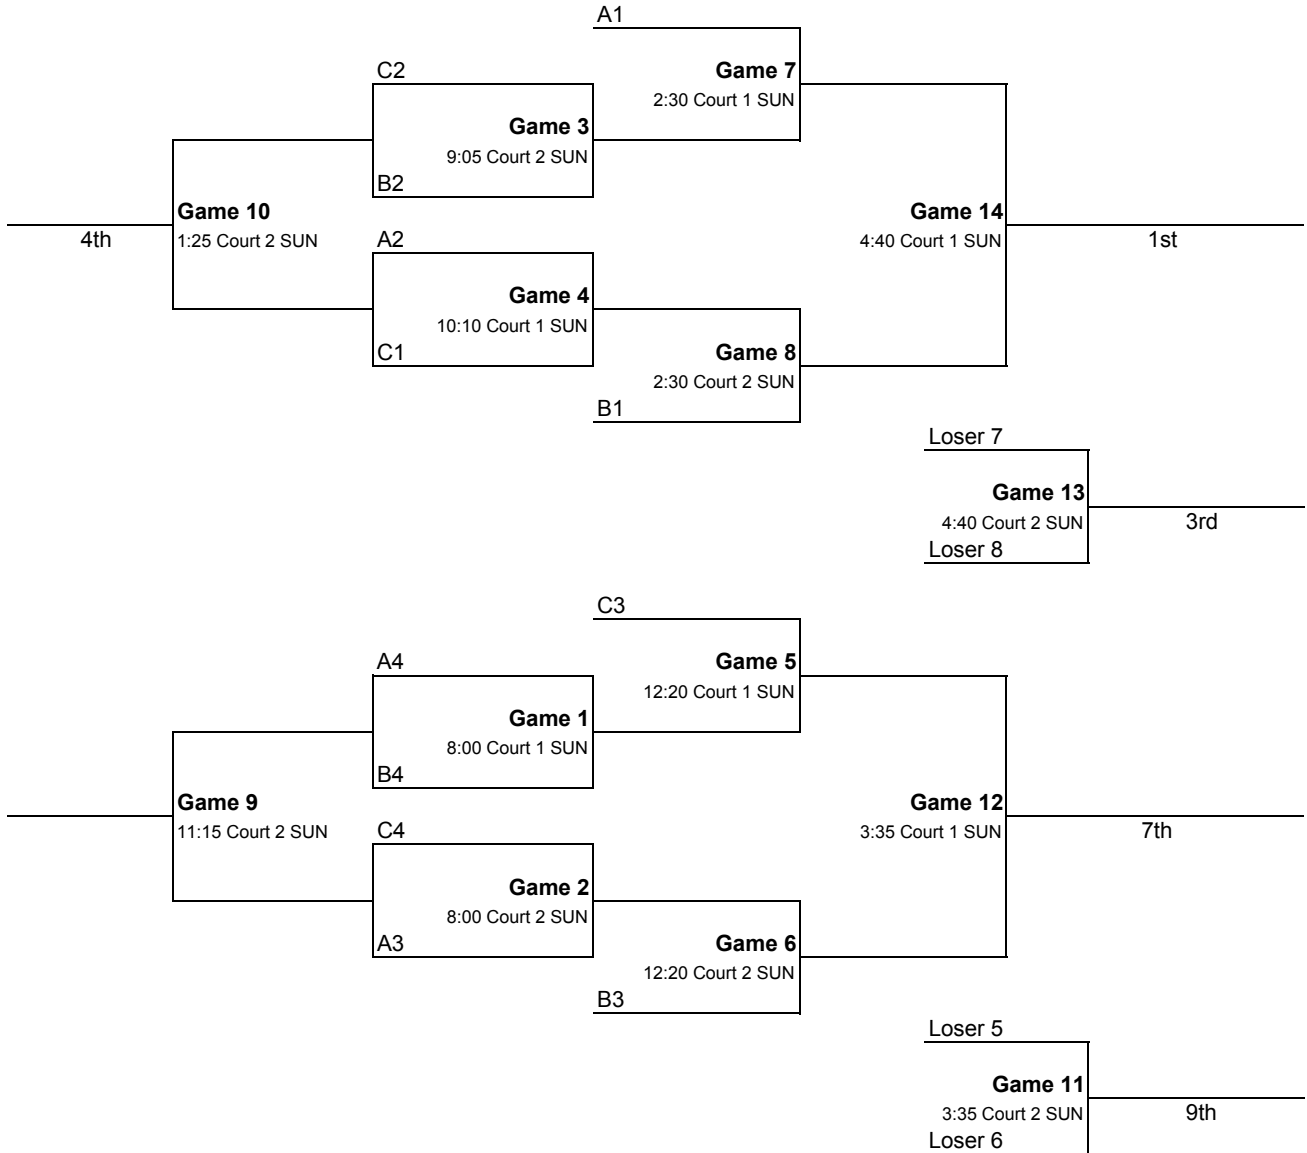 A1
C2
Game 7
2:30 Court 1 SUN
Game 3
9:05 Court 2 SUN
B2
Game 10
1:25 Court 2 SUN
4th
A2
Game 14
4:40 Court 1 SUN
1st
Game 4
10:10 Court 1 SUN
C1
Game 8
2:30 Court 2 SUN
B1
Loser 7
Game 13
4:40 Court 2 SUN
3rd
Loser 8
C3
A4
Game 5
12:20 Court 1 SUN
Game 1
8:00 Court 1 SUN
B4
Game 9
11:15 Court 2 SUN
C4
Game 12
3:35 Court 1 SUN
7th
Game 2
8:00 Court 2 SUN
A3
Game 6
12:20 Court 2 SUN
B3
Loser 5
Game 11
3:35 Court 2 SUN
9th
Loser 6